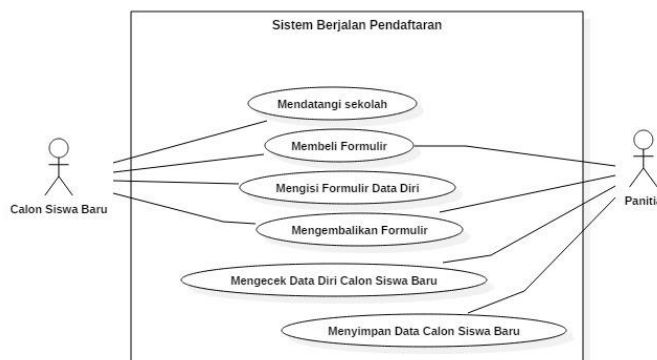 Sistem Berjalan Pendaftaran
Mendatangi sekolah
Membeli Formulir
Mengisi Formulir Data Diri
Calon Siswa Baru
Panitia
Mengembalikan Formulir
Mengecek Data Diri Calon Siswa Baru
Menyimpan Data Calon Siswa Baru